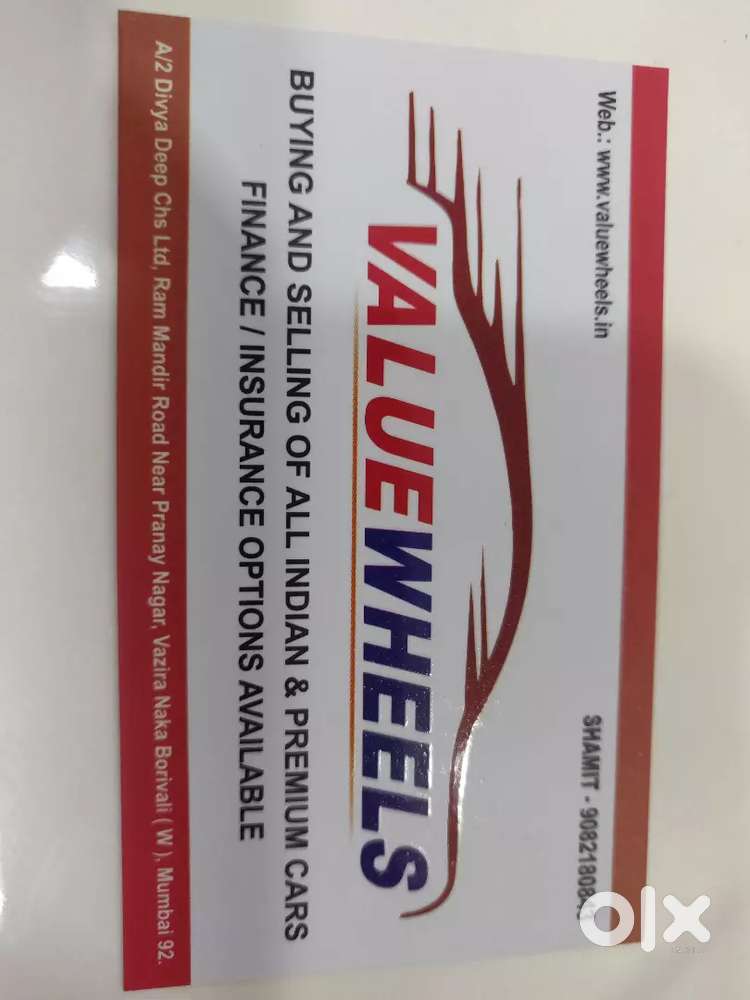 Web.: www.valuewheels.in
SHAMIT -
VALUEWHEELS
BUYING AND SELLING OF ALL INDIAN & PREMIUM CARS
FINANCE / INSURANCE OPTIONS AVAILABLE
A/2 Divya Deep Chs Ltd, Ram Mandir Road Near Pranay Nagar, Vazira Naka Borivali ( W ), Mumbai 92.
olx